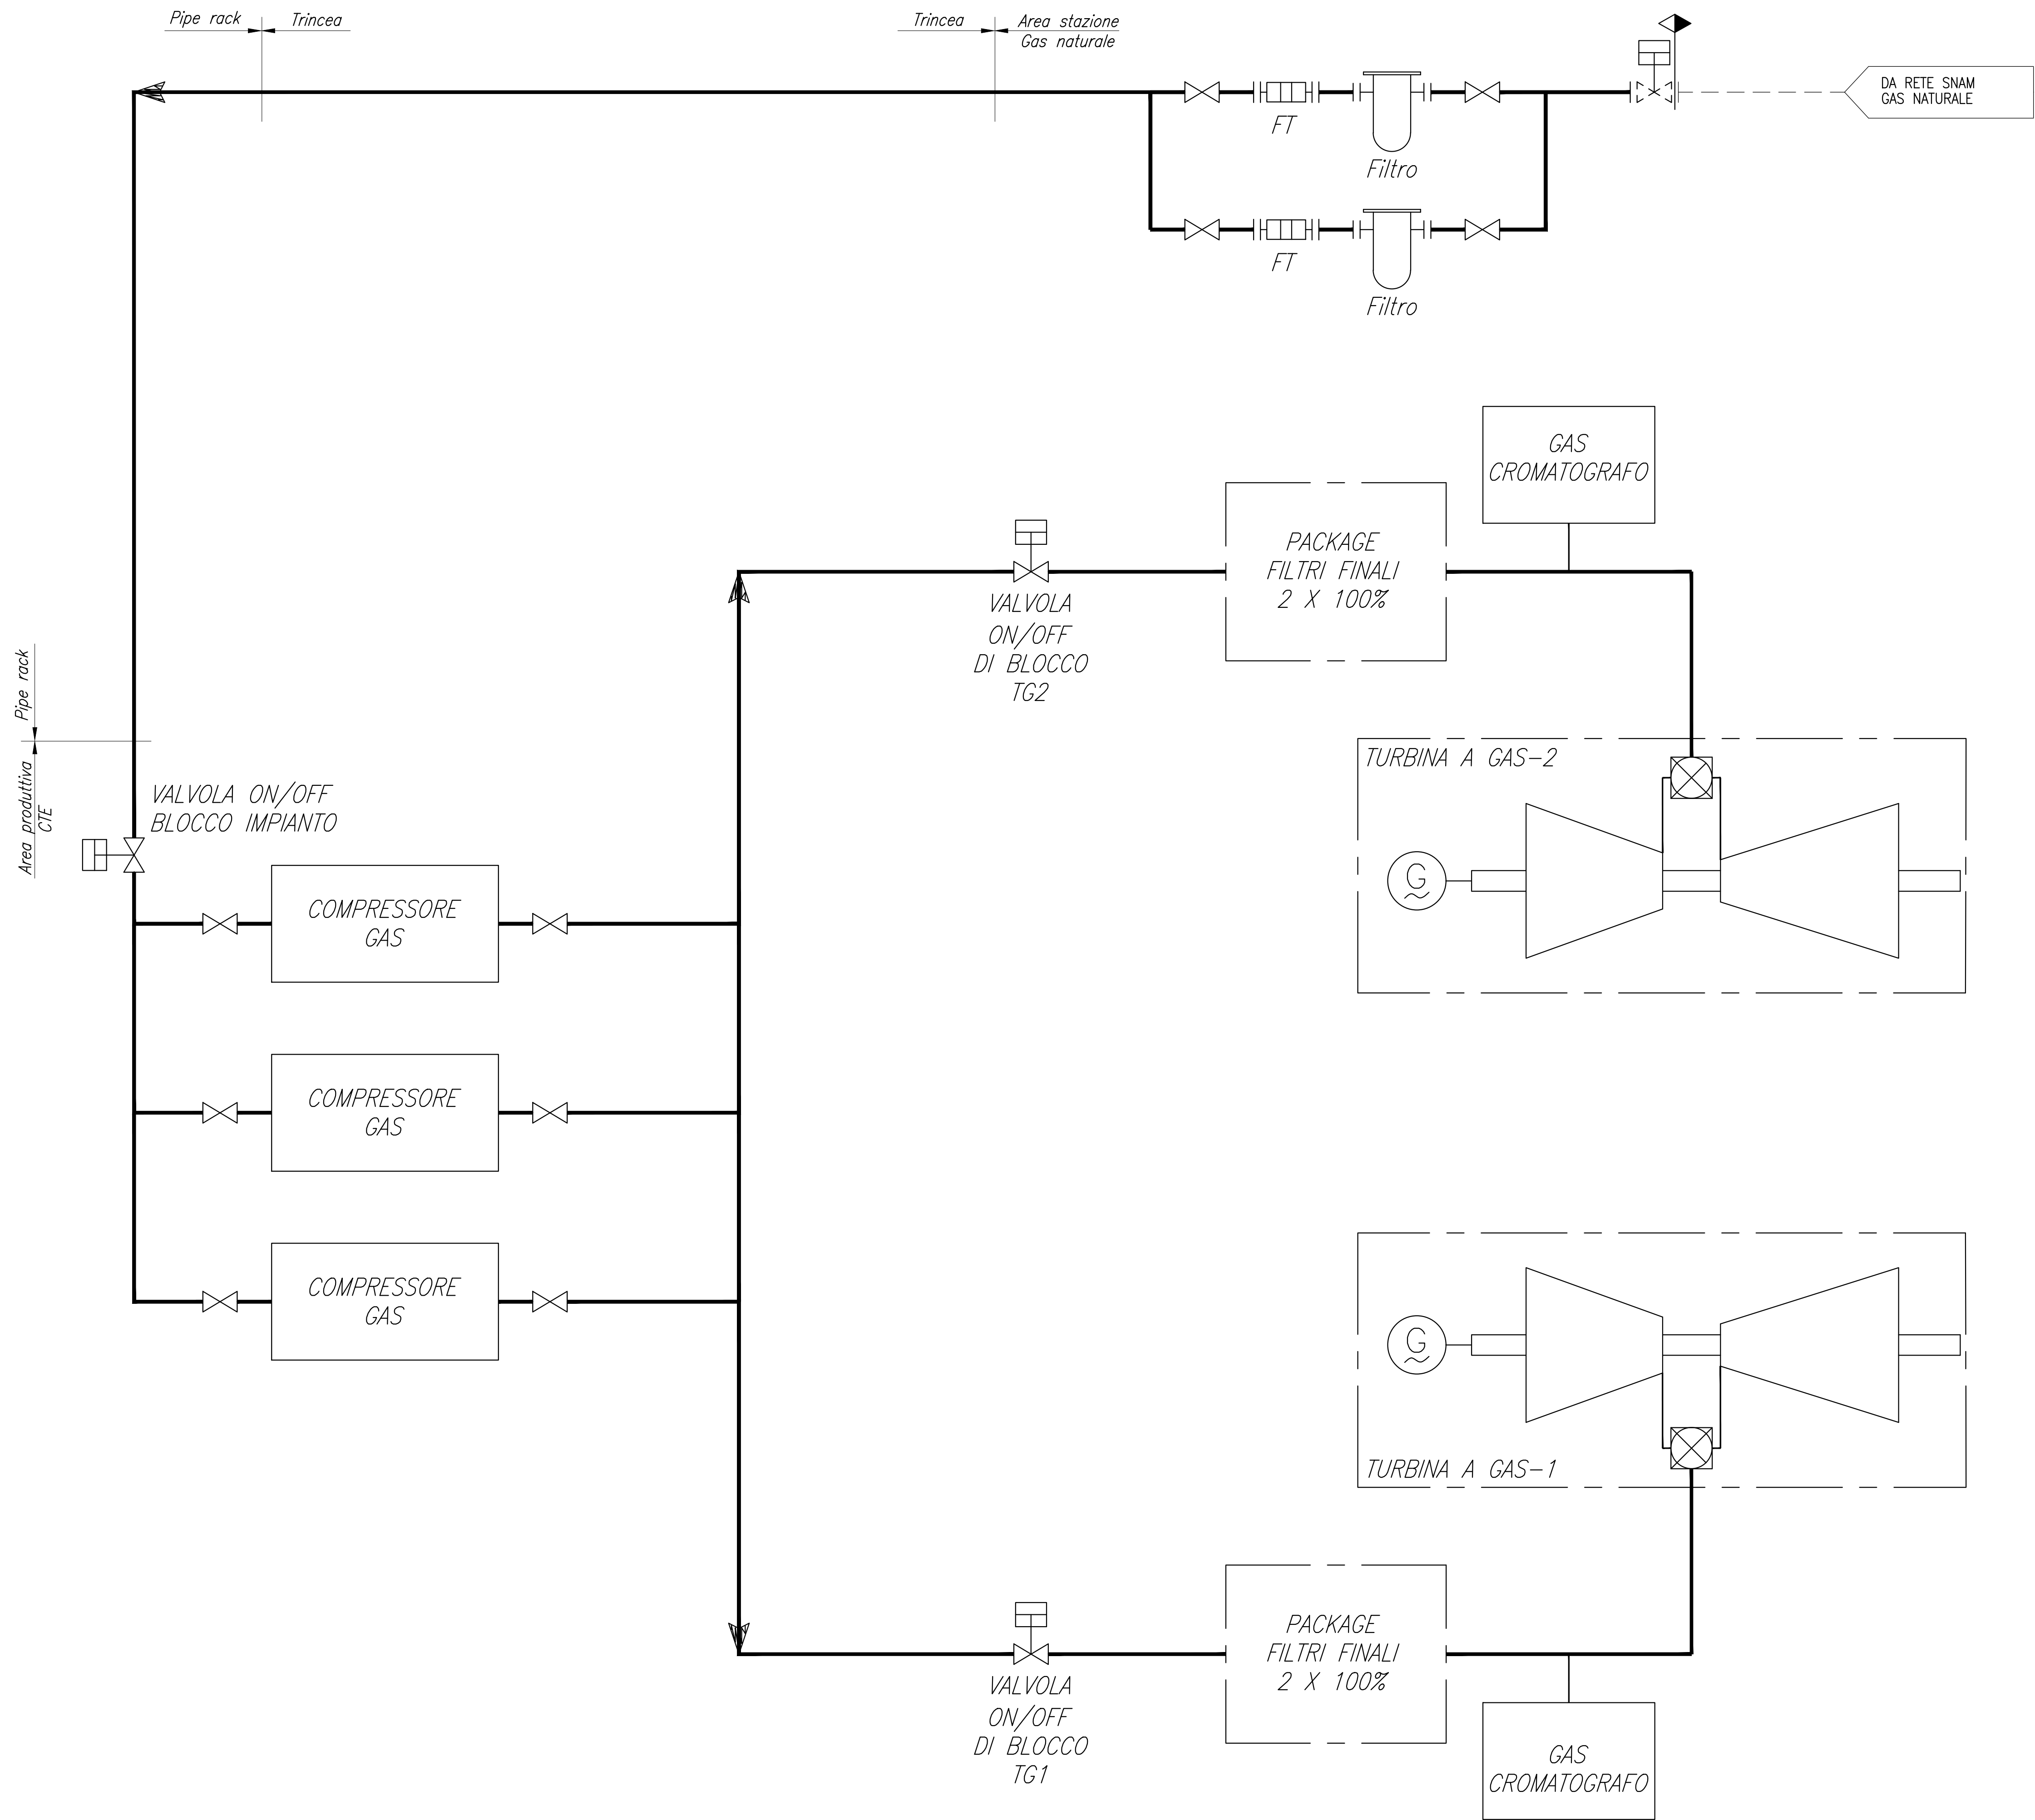 Pipe rack
Trincea
Trincea
Area stazione
Gas naturale
DA RETE SNAM
GAS NATURALE
FT
Filtro
FT
Filtro
GAS
CROMATOGRAFO
PACKAGE
FILTRI FINALI
2 X 100%
VALVOLA
ON/OFF
DI BLOCCO
TG2
Pipe rack
Area produttiva
CTE
VALVOLA ON/OFF
BLOCCO IMPIANTO
TURBINA A GAS-2
G
COMPRESSORE
GAS
COMPRESSORE
GAS
COMPRESSORE
GAS
G
TURBINA A GAS-1
PACKAGE
FILTRI FINALI
2 X 100%
VALVOLA
ON/OFF
DI BLOCCO
TG1
GAS
CROMATOGRAFO